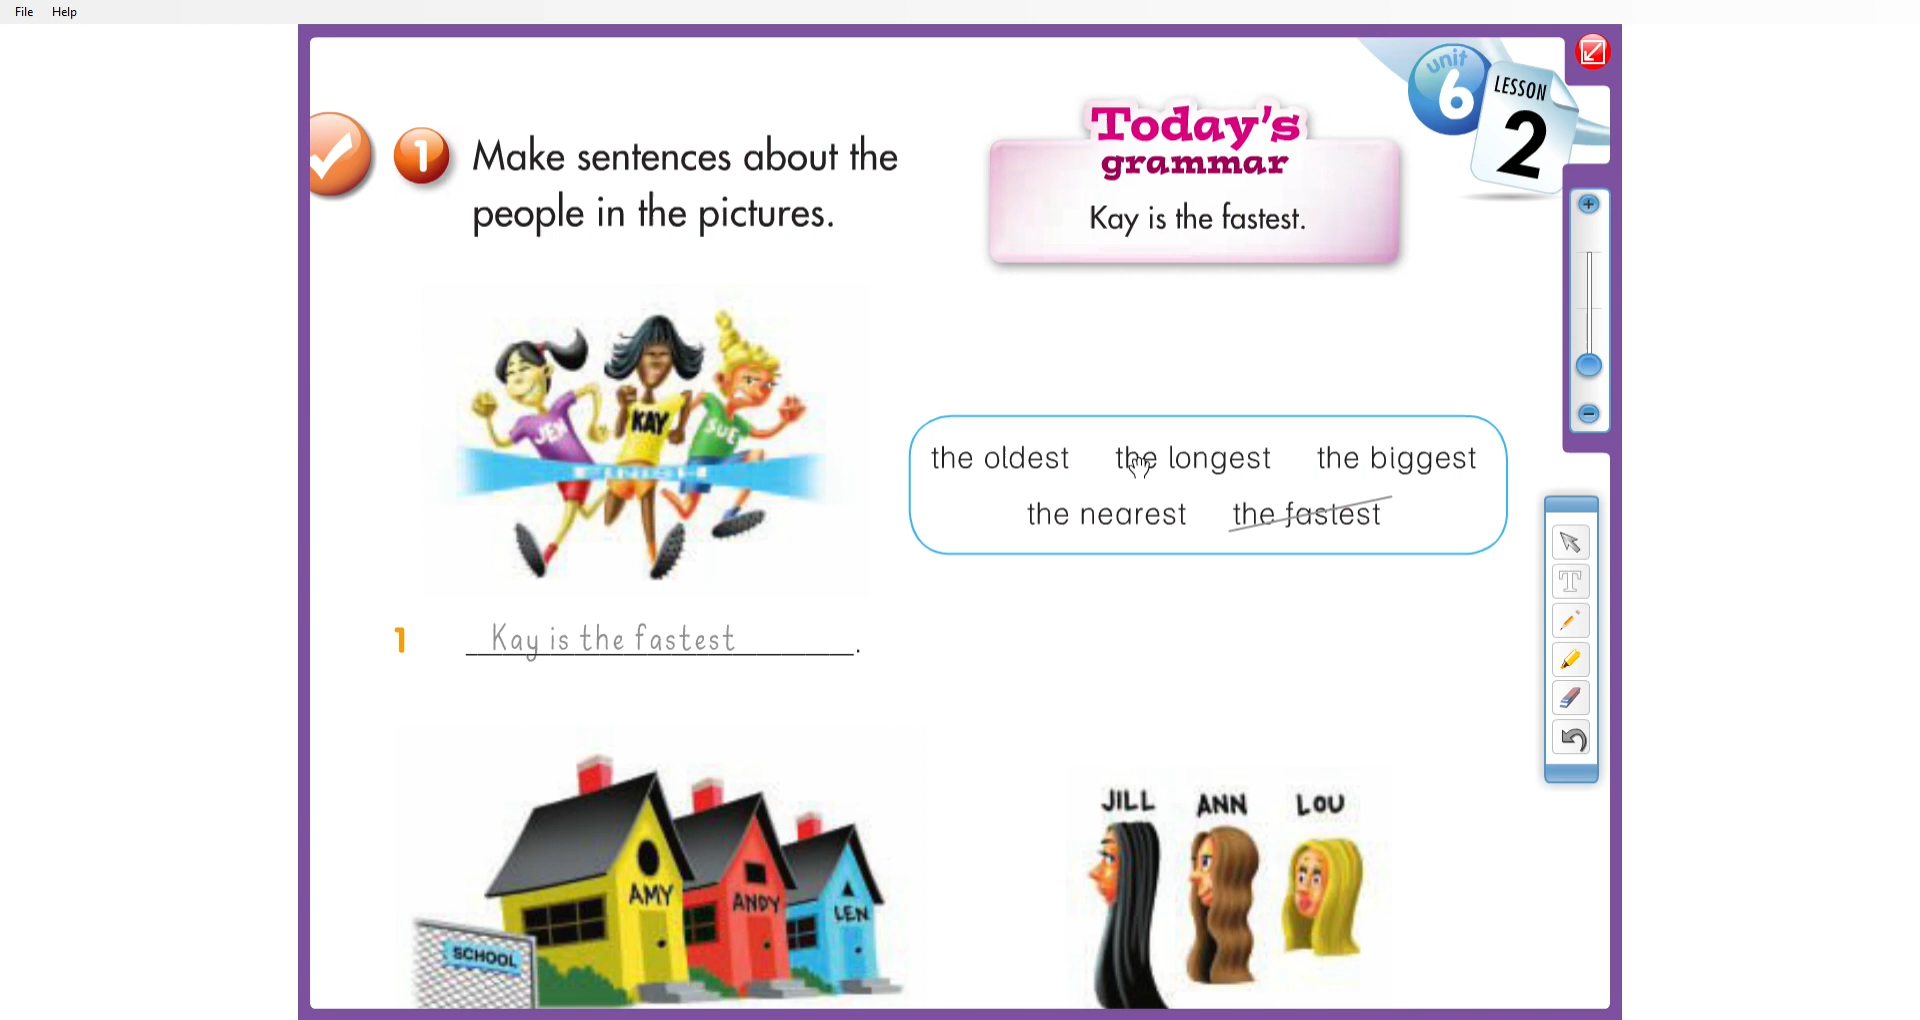 File Help
unit
6
LESSON
2
1 Make sentences about the
people in the pictures.
Today's
grammar
Kay is the fastest.
JEN
KAY
SUE
FINISH
the oldest the longest the biggest
the nearest the fastest
1 Kay is the fastest.
AMY
ANDY
LEN
SCHOOL
JILL ANN LOU